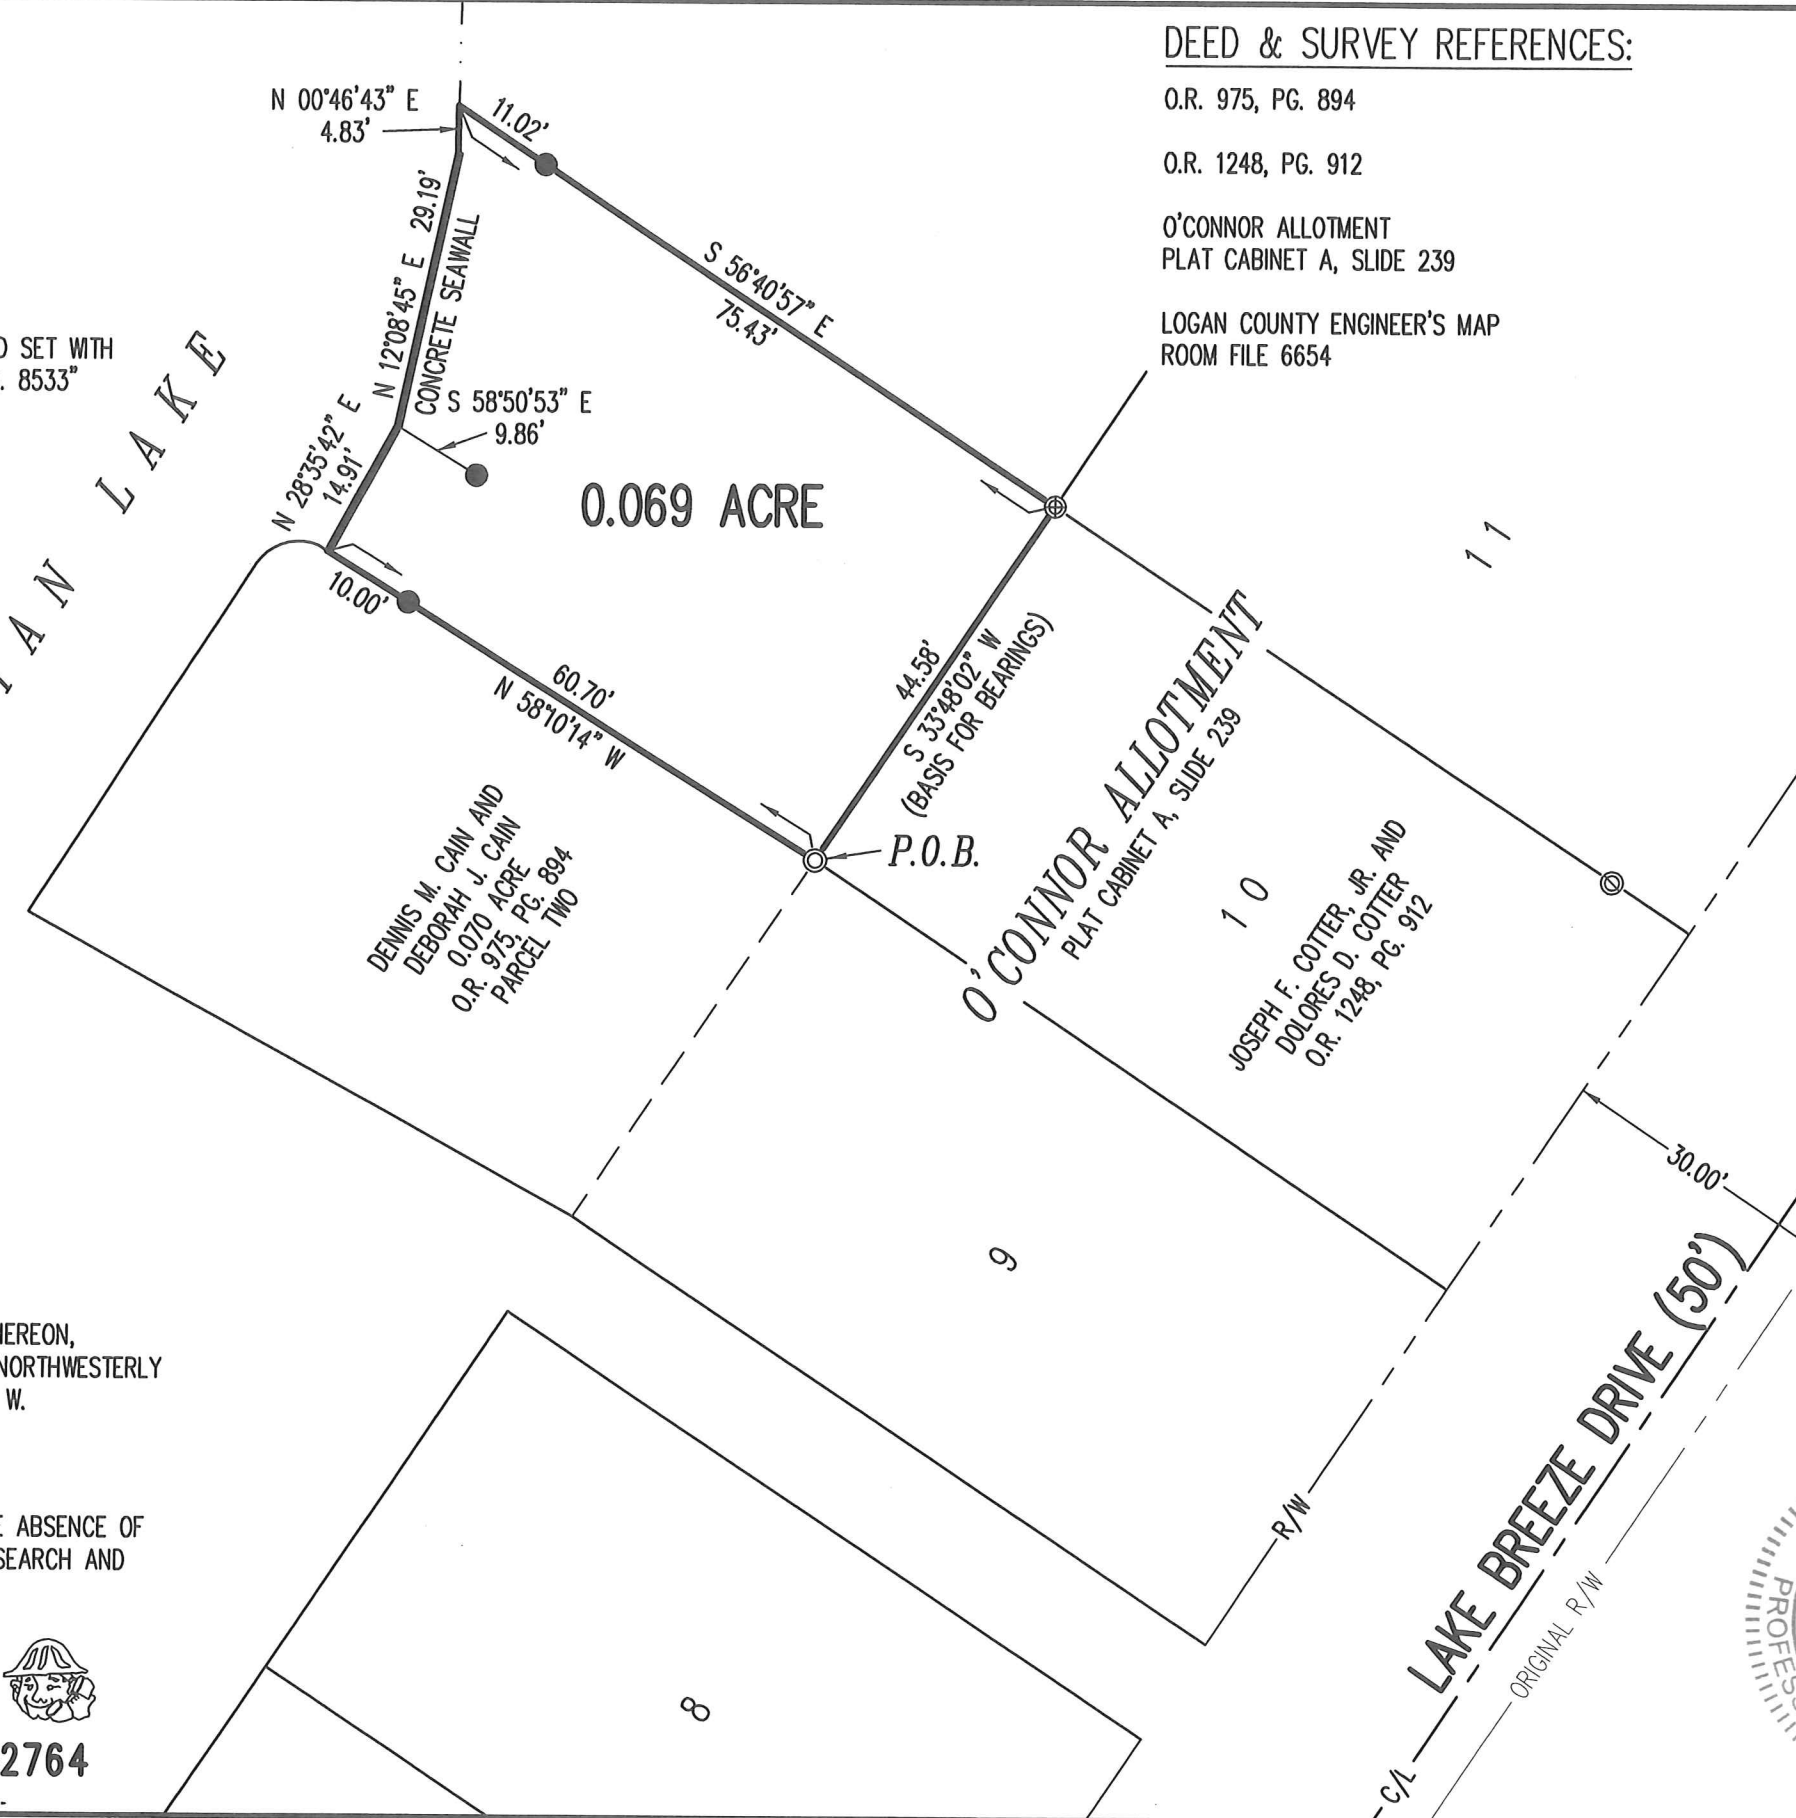 DEED & SURVEY REFERENCES:
O.R. 975, PG. 894
O.R. 1248, PG. 912
O'CONNOR ALLOTMENT
PLAT CABINET A, SLIDE 239
LOGAN COUNTY ENGINEER'S MAP
ROOM FILE 6654
N 00°46'43" E
4.83'
11.02'
N 12°08'45" E 29.19'
CONCRETE SEAWALL
S 56°40'57" E
75.43'
SET WITH
8533"
LAKE
S 58°50'53" E
9.86'
N 28°35'42" E
14.91'
0.069 ACRE
10.00'
60.70'
N 58°10'14" W
44.58'
S 33°48'02" W
(BASIS FOR BEARINGS)
P.O.B.
11
O'CONNOR ALLOTMENT
PLAT CABINET A, SLIDE 239
DENNIS M. CAIN AND
DEBORAH J. CAIN
0.070 ACRE
O.R. 975, PG. 894
PARCEL TWO
10
JOSEPH F. COTTER, JR. AND
DOLORES D. COTTER
O.R. 1248, PG. 912
30.00'
9
8
R/W
LAKE BREEZE DRIVE (50')
ORIGINAL R/W
C/L
HEREON,
NORTHWESTERLY
W.
ABSENCE OF
SEARCH AND
2764